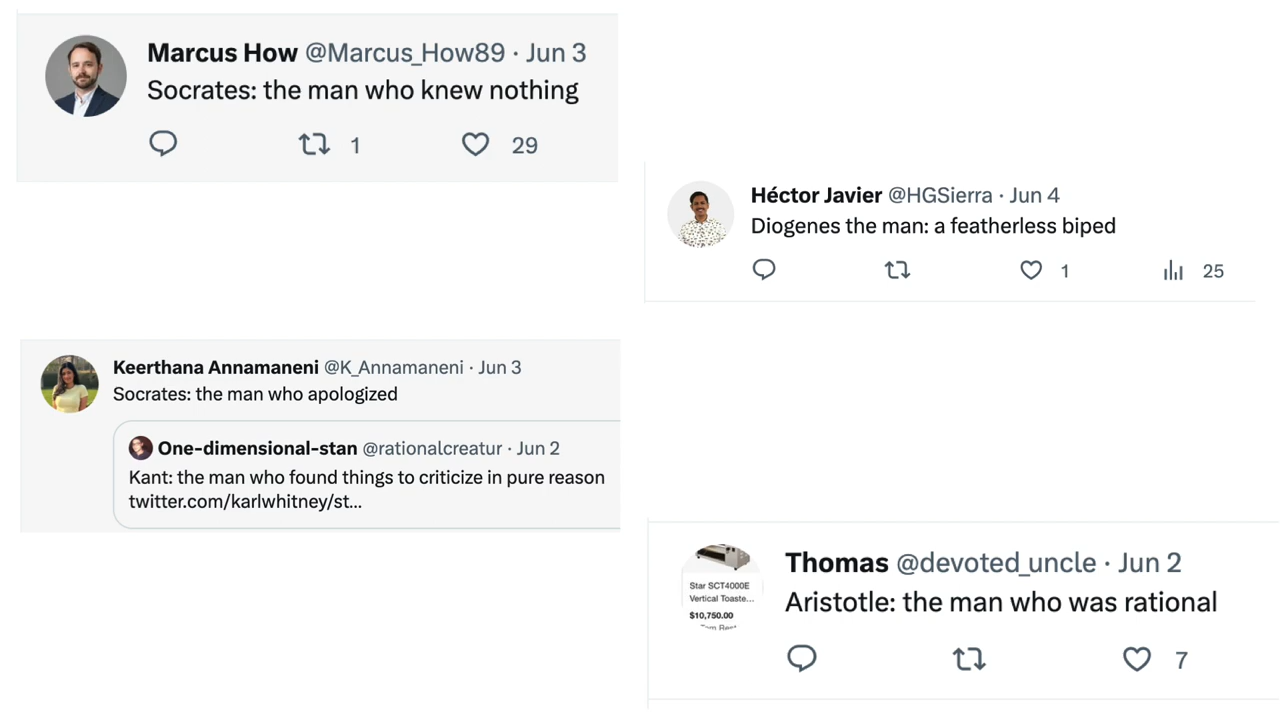 Marcus How @Marcus_How89 · Jun 3
Socrates: the man who knew nothing
1 29
Héctor Javier @HGSierra · Jun 4
Diogenes the man: a featherless biped
1 25
Keerthana Annamaneni @K_Annamaneni · Jun 3
Socrates: the man who apologized
One-dimensional-stan @rationalcreatur · Jun 2
Kant: the man who found things to criticize in pure reason
twitter.com/karlwhitney/st...
Thomas @devoted_uncle · Jun 2
Aristotle: the man who was rational
7
Star SCT4000E
Vertical Toaste...
$10,750.00